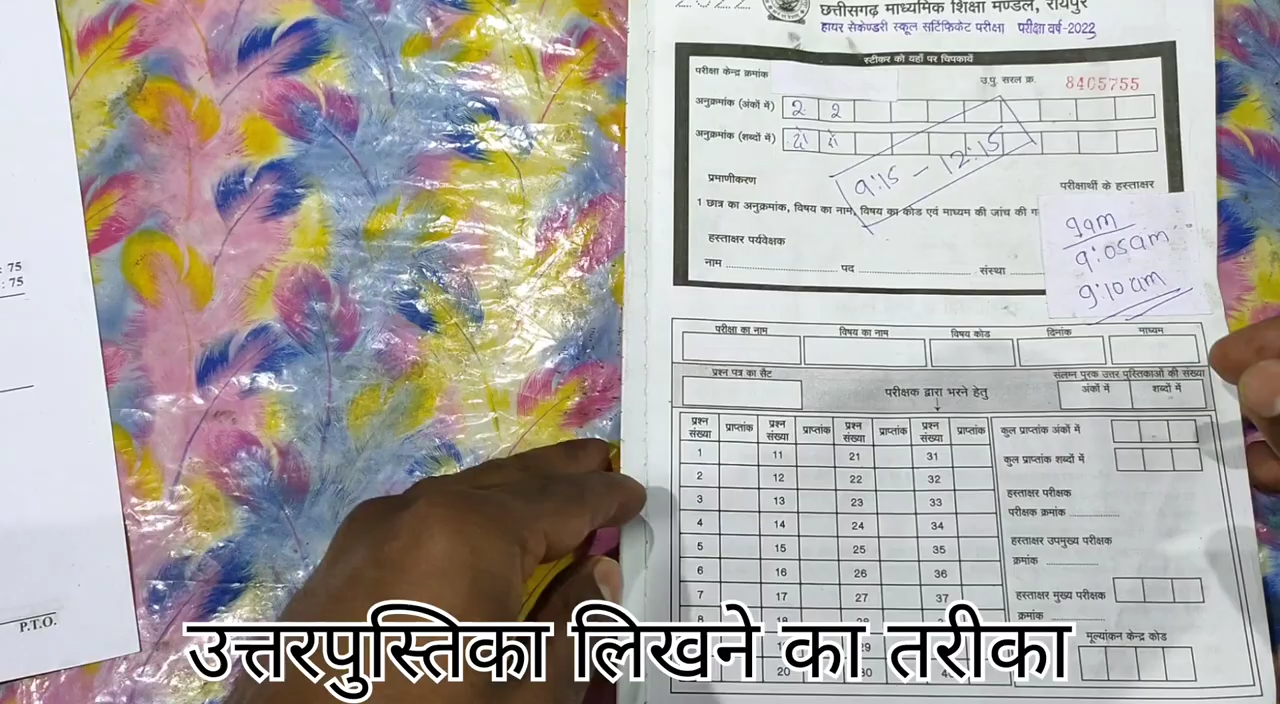 2022
छत्तीसगढ़ माध्यमिक शिक्षा मण्डल, रायपुर
हायर सेकेण्डरी स्कूल सर्टिफिकेट परीक्षा परीक्षा वर्ष-2022
स्टीकर को यहाँ पर चिपकायें
परीक्षा केन्द्र क्रमांक
उ.पु. सरल क्र. 8405755
अनुक्रमांक (अंकों में) 2 2
अनुक्रमांक (शब्दों में) दो दो
9:15 - 12:15
प्रमाणीकरण
परीक्षार्थी के हस्ताक्षर
1 छात्र का अनुक्रमांक, विषय का नाम, विषय का कोड एवं माध्यम की जांच की ग
हस्ताक्षर पर्यवेक्षक
नाम ........ पद ........ संस्था ........
9am
9:05am
9:10am
परीक्षा का नाम विषय का नाम विषय कोड दिनांक माध्यम
प्रश्न पत्र का सैट
परीक्षक द्वारा भरने हेतु
संलग्न पूरक उत्तर पुस्तिकाओं की संख्या
अंकों में शब्दों में
प्रश्न संख्या प्राप्तांक प्रश्न संख्या प्राप्तांक प्रश्न संख्या प्राप्तांक प्रश्न संख्या प्राप्तांक
1 11 21 31
2 12 22 32
3 13 23 33
4 14 24 34
5 15 25 35
6 16 26 36
7 17 27 37
8 18
20
कुल प्राप्तांक अंकों में
कुल प्राप्तांक शब्दों में
हस्ताक्षर परीक्षक
परीक्षक क्रमांक ........
हस्ताक्षर उपमुख्य परीक्षक
क्रमांक ........
हस्ताक्षर मुख्य परीक्षक
क्रमांक ........
मूल्यांकन केन्द्र कोड
: 75
: 75
P.T.O.
उत्तरपुस्तिका लिखने का तरीका